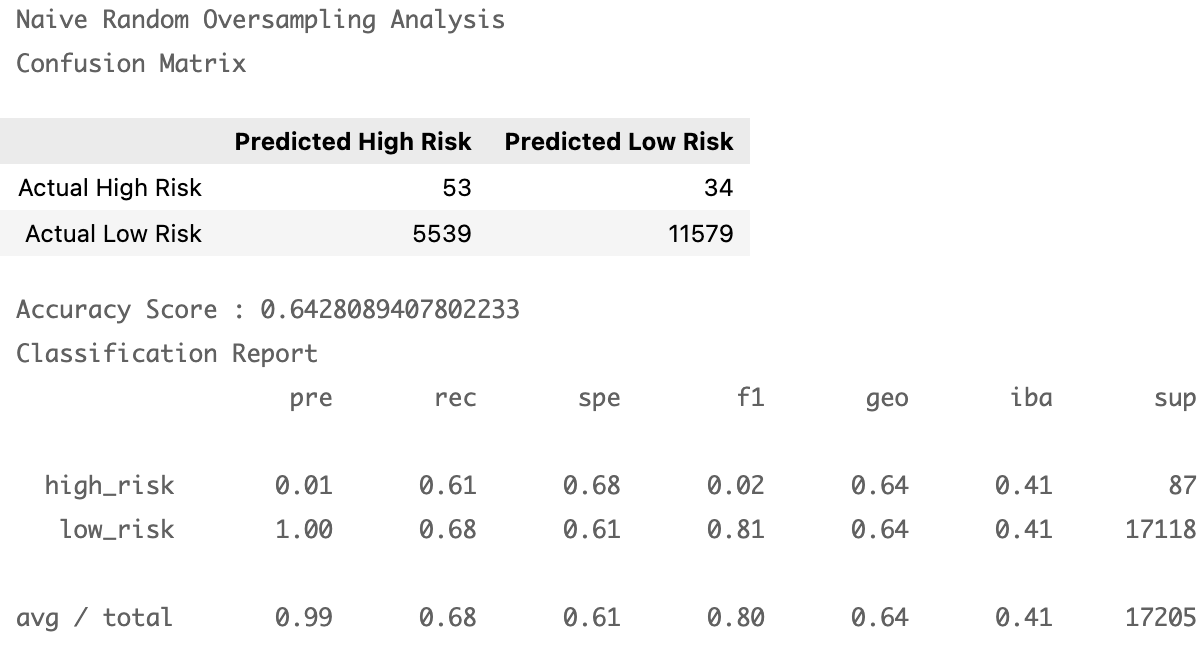 Naive Random Oversampling Analysis
Confusion Matrix
Predicted High Risk Predicted Low Risk
Actual High Risk 53 34
Actual Low Risk 5539 11579
Accuracy Score : 0.6428089407802233
Classification Report
pre rec spe f1 geo iba sup
high_risk 0.01 0.61 0.68 0.02 0.64 0.41 87
low_risk 1.00 0.68 0.61 0.81 0.64 0.41 17118
avg / total 0.99 0.68 0.61 0.80 0.64 0.41 17205